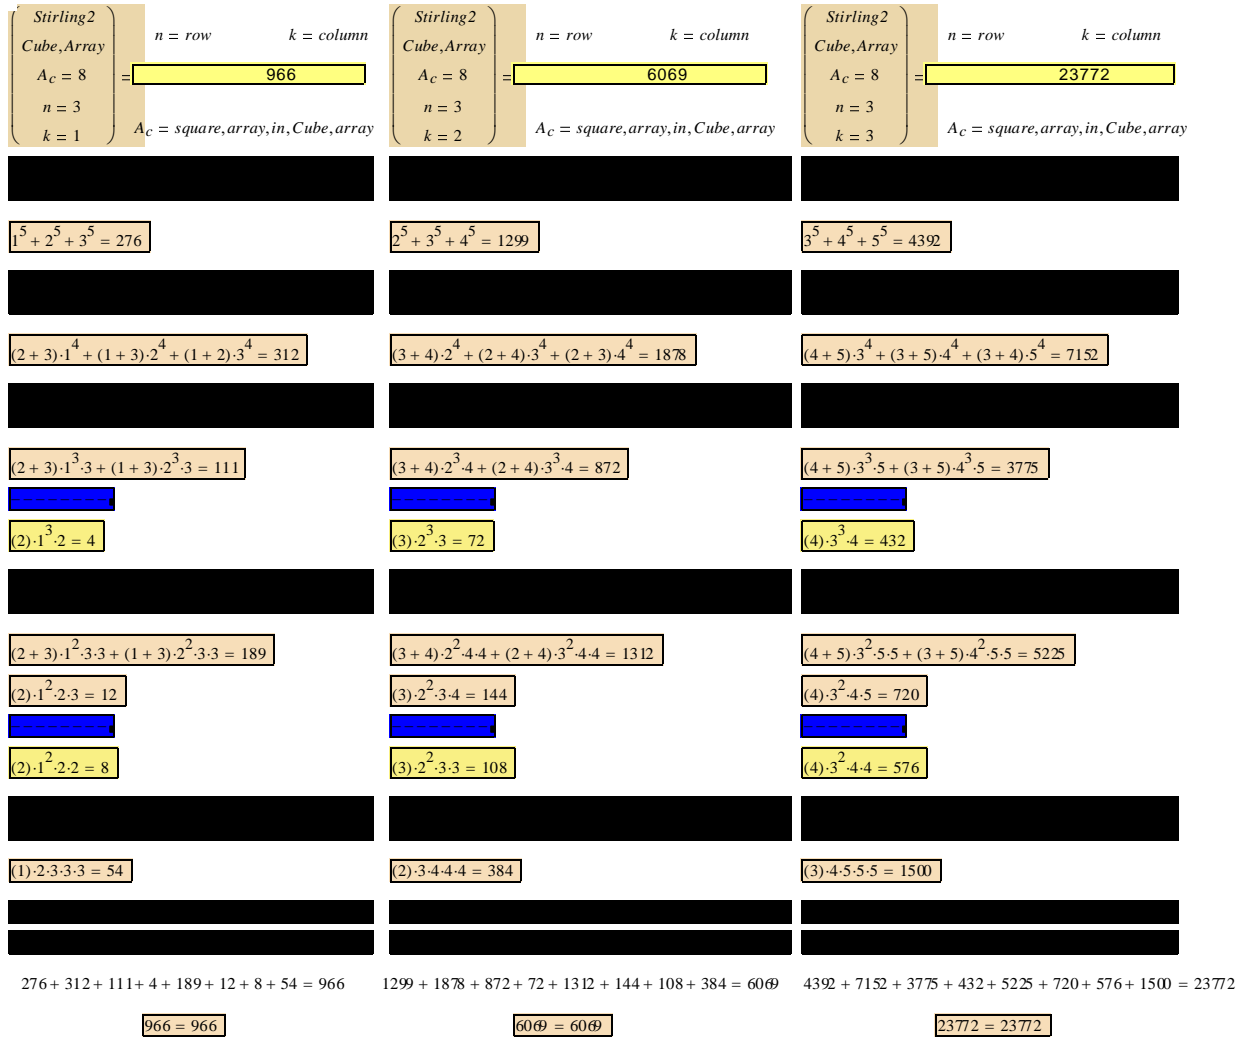 Stirling2
Cube,Array
A_c = 8
n = 3
k = 1
=
n = row k = column
966
A_c = square,array,in,Cube,array
1^5 + 2^5 + 3^5 = 276
(2 + 3)·1^4 + (1 + 3)·2^4 + (1 + 2)·3^4 = 312
(2 + 3)·1^3·3 + (1 + 3)·2^3·3 = 111
(2)·1^3·2 = 4
(2 + 3)·1^2·3·3 + (1 + 3)·2^2·3·3 = 189
(2)·1^2·2·3 = 12
(2)·1^2·2·2 = 8
(1)·2·3·3·3 = 54
276 + 312 + 111 + 4 + 189 + 12 + 8 + 54 = 966
966 = 966
Stirling2
Cube,Array
A_c = 8
n = 3
k = 2
=
n = row k = column
6069
A_c = square,array,in,Cube,array
2^5 + 3^5 + 4^5 = 1299
(3 + 4)·2^4 + (2 + 4)·3^4 + (2 + 3)·4^4 = 1878
(3 + 4)·2^3·4 + (2 + 4)·3^3·4 = 872
(3)·2^3·3 = 72
(3 + 4)·2^2·4·4 + (2 + 4)·3^2·4·4 = 1312
(3)·2^2·3·4 = 144
(3)·2^2·3·3 = 108
(2)·3·4·4·4 = 384
1299 + 1878 + 872 + 72 + 1312 + 144 + 108 + 384 = 6069
6069 = 6069
Stirling2
Cube,Array
A_c = 8
n = 3
k = 3
=
n = row k = column
23772
A_c = square,array,in,Cube,array
3^5 + 4^5 + 5^5 = 4392
(4 + 5)·3^4 + (3 + 5)·4^4 + (3 + 4)·5^4 = 7152
(4 + 5)·3^3·5 + (3 + 5)·4^3·5 = 3775
(4)·3^3·4 = 432
(4 + 5)·3^2·5·5 + (3 + 5)·4^2·5·5 = 5225
(4)·3^2·4·5 = 720
(4)·3^2·4·4 = 576
(3)·4·5·5·5 = 1500
4392 + 7152 + 3775 + 432 + 5225 + 720 + 576 + 1500 = 23772
23772 = 23772